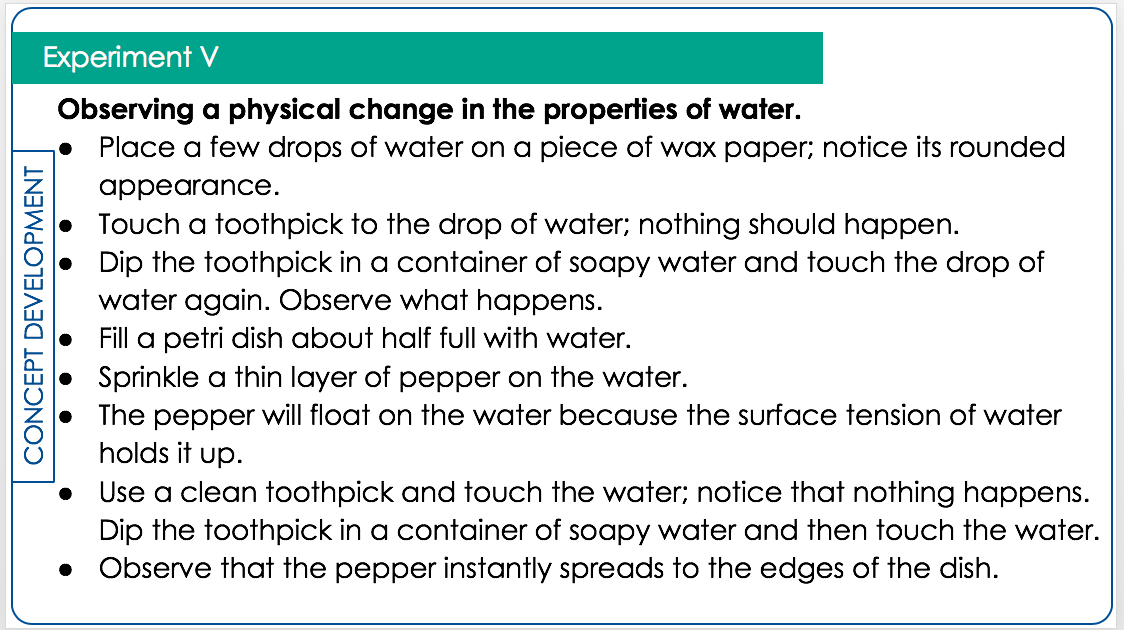 Experiment V
Observing a physical change in the properties of water.
● Place a few drops of water on a piece of wax paper; notice its rounded
appearance.
● Touch a toothpick to the drop of water; nothing should happen.
● Dip the toothpick in a container of soapy water and touch the drop of
water again. Observe what happens.
● Fill a petri dish about half full with water.
● Sprinkle a thin layer of pepper on the water.
● The pepper will float on the water because the surface tension of water
holds it up.
● Use a clean toothpick and touch the water; notice that nothing happens.
Dip the toothpick in a container of soapy water and then touch the water.
● Observe that the pepper instantly spreads to the edges of the dish.
CONCEPT DEVELOPMENT